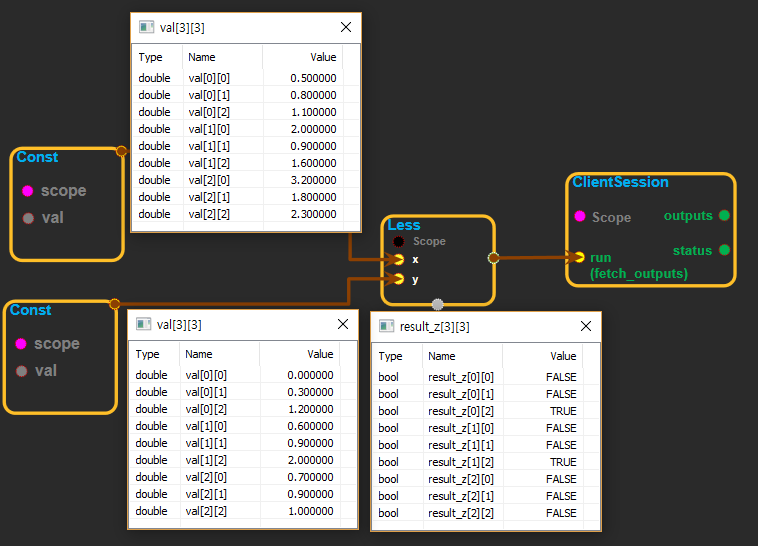 val[3][3]
Type Name Value
double val[0][0] 0.500000
double val[0][1] 0.800000
double val[0][2] 1.100000
double val[1][0] 2.000000
double val[1][1] 0.900000
double val[1][2] 1.600000
double val[2][0] 3.200000
double val[2][1] 1.800000
double val[2][2] 2.300000
Const
scope
val
Less
Scope
x
y
ClientSession
Scope outputs
status
run
(fetch_outputs)
Const
scope
val
val[3][3]
Type Name Value
double val[0][0] 0.000000
double val[0][1] 0.300000
double val[0][2] 1.200000
double val[1][0] 0.600000
double val[1][1] 0.900000
double val[1][2] 2.000000
double val[2][0] 0.700000
double val[2][1] 0.900000
double val[2][2] 1.000000
result_z[3][3]
Type Name Value
bool result_z[0][0] FALSE
bool result_z[0][1] FALSE
bool result_z[0][2] TRUE
bool result_z[1][0] FALSE
bool result_z[1][1] FALSE
bool result_z[1][2] TRUE
bool result_z[2][0] FALSE
bool result_z[2][1] FALSE
bool result_z[2][2] FALSE